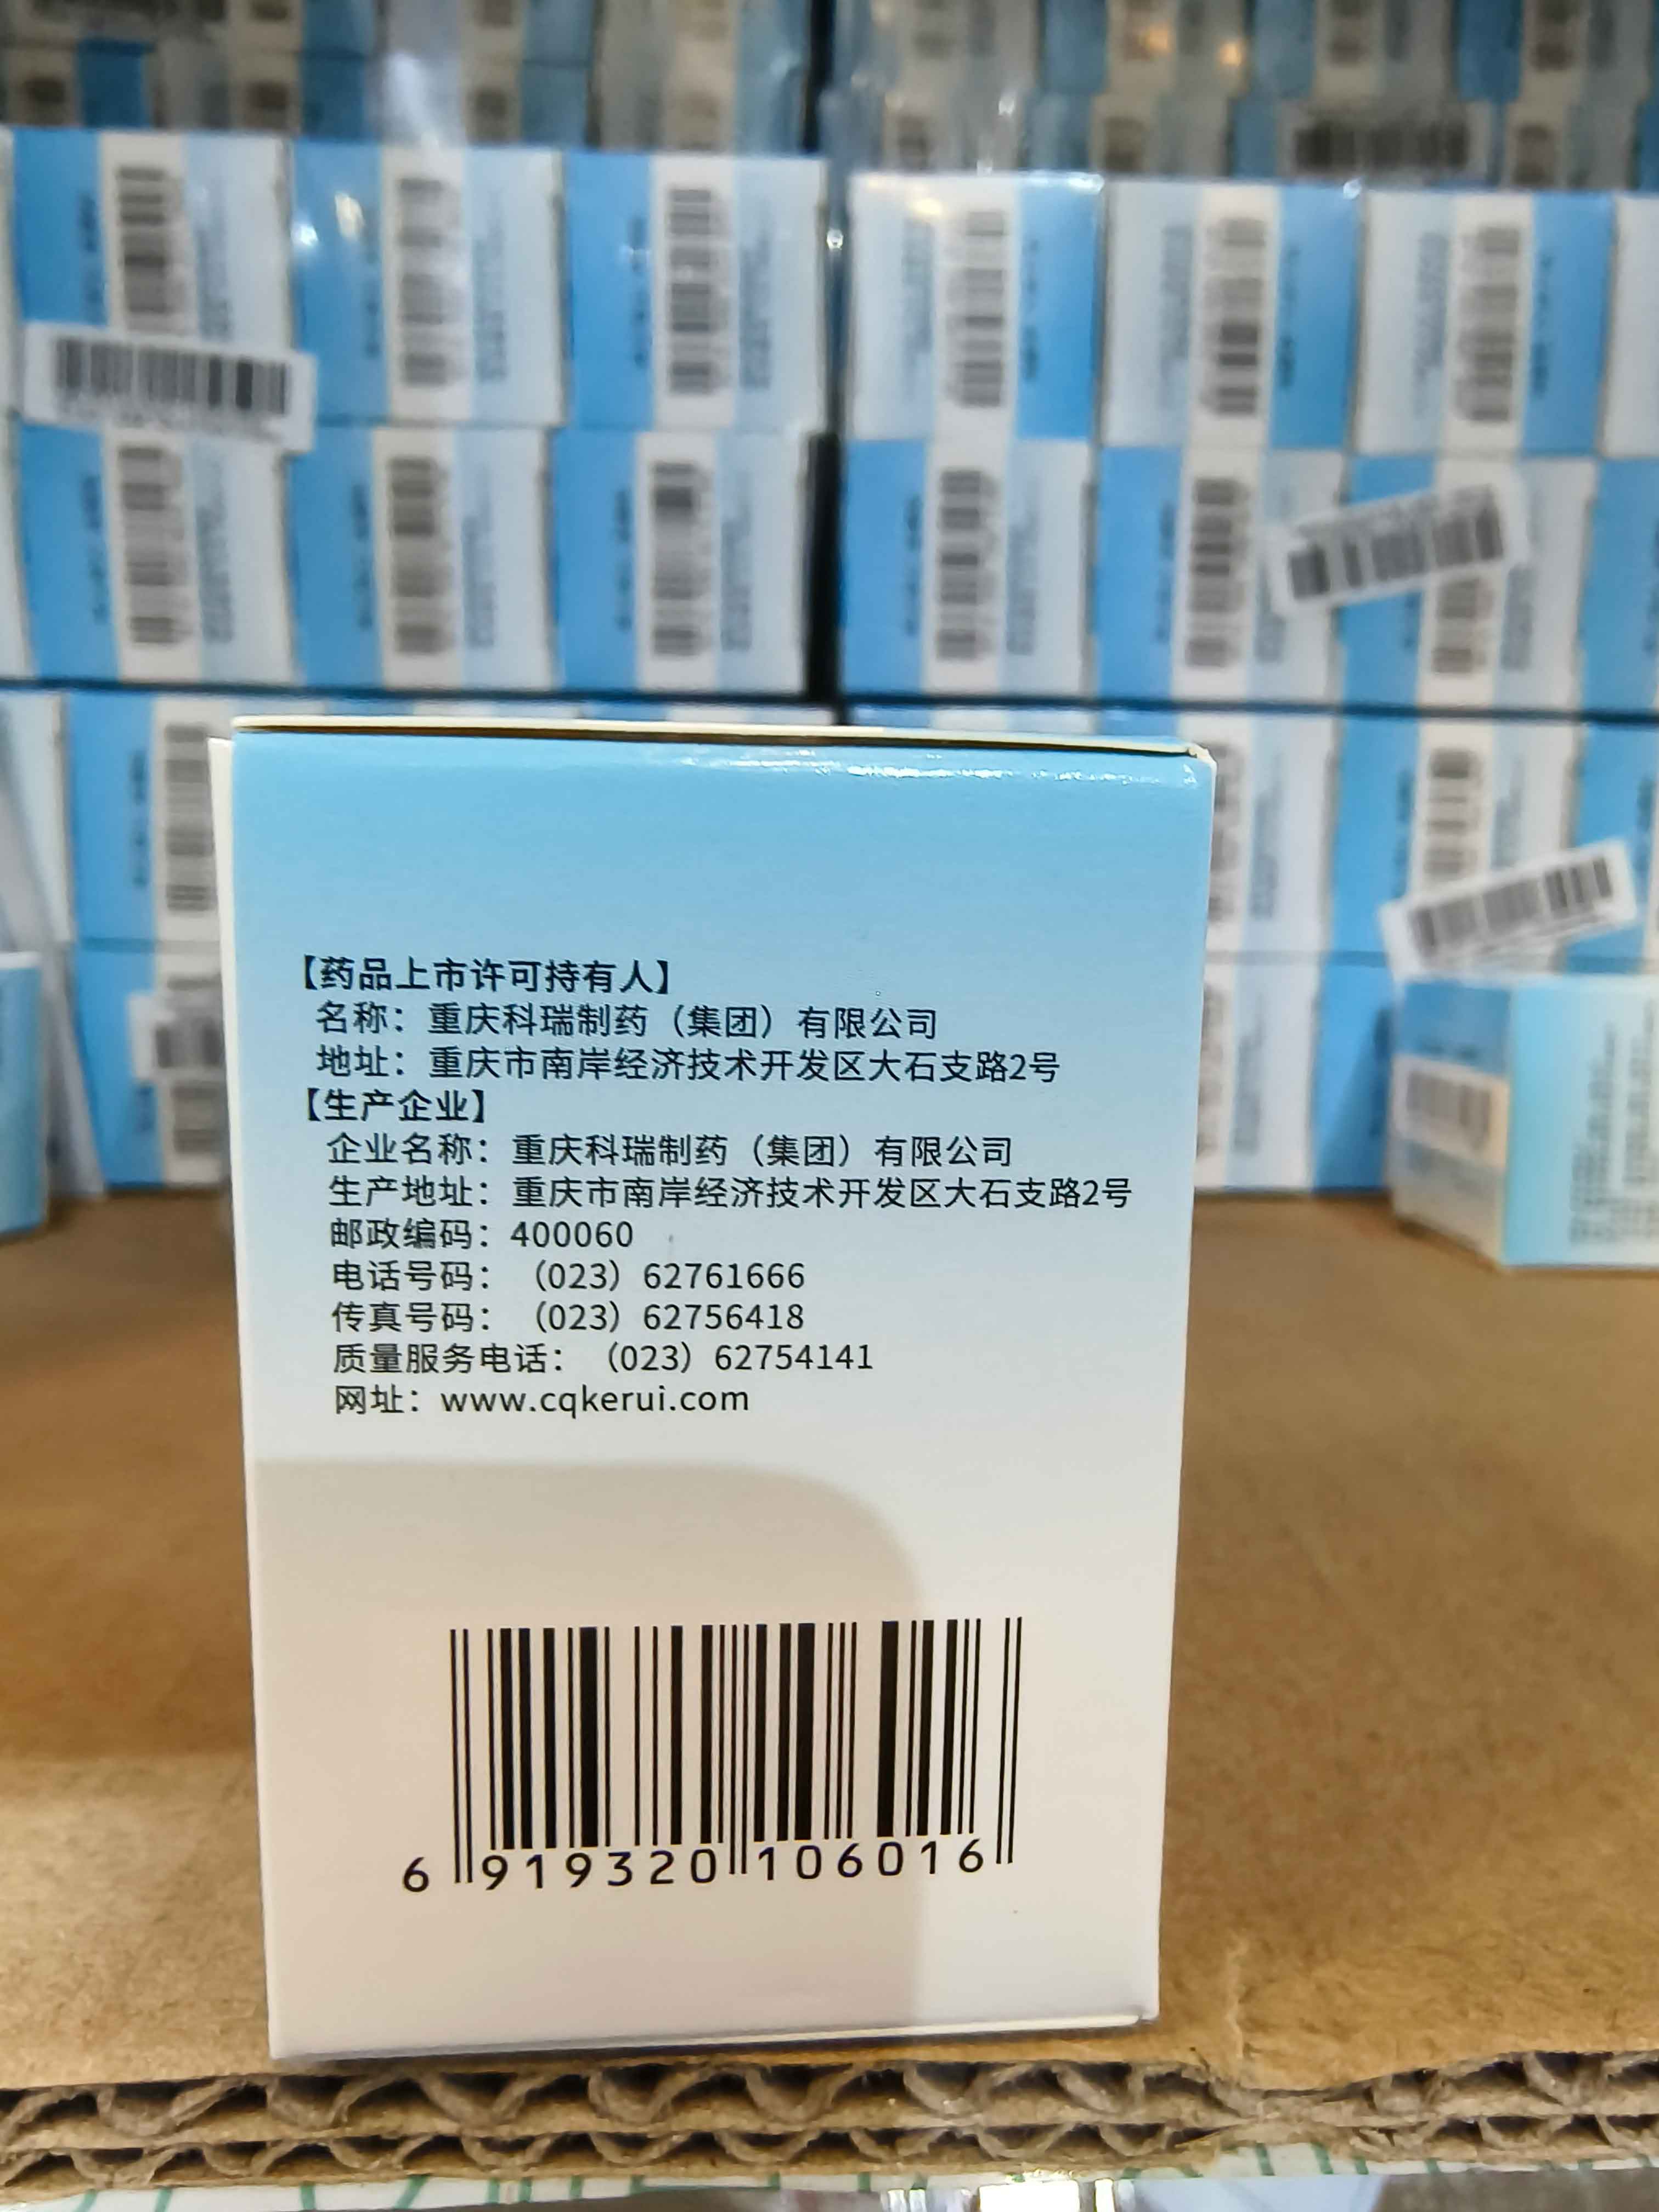 【药品上市许可持有人】
名称：重庆科瑞制药（集团）有限公司
地址：重庆市南岸经济技术开发区大石支路2号
【生产企业】
企业名称：重庆科瑞制药（集团）有限公司
生产地址：重庆市南岸经济技术开发区大石支路2号
邮政编码：400060
电话号码：（023）62761666
传真号码：（023）62756418
质量服务电话：（023）62754141
网址：www.cqkerui.com
6 919320 106016